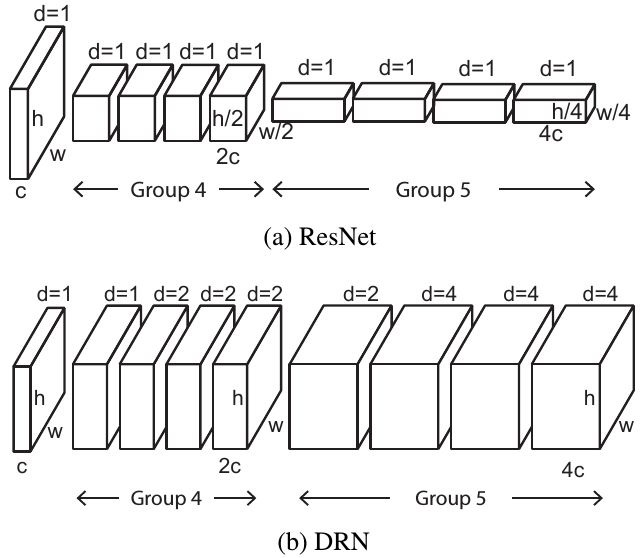 d=1
d=1 d=1 d=1 d=1
d=1 d=1 d=1 d=1
h
w
c
h/2
w/2
2c
h/4
w/4
4c
Group 4
Group 5
(a) ResNet
d=1
d=1 d=2 d=2 d=2
d=2 d=4 d=4 d=4
h
w
c
h
w
2c
h
w
4c
Group 4
Group 5
(b) DRN